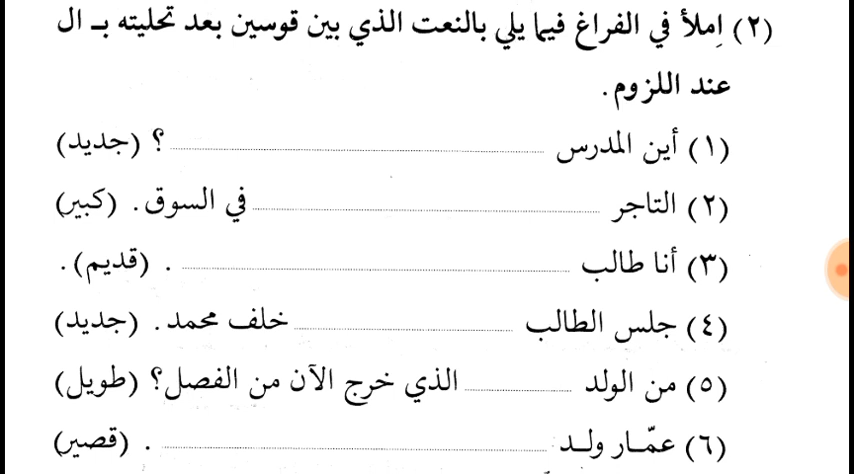 (٢) اِملأ في الفراغ فيما يلي بالنعت الذي بين قوسين بعد تحليته بـ ال
عند اللزوم.
(١) أين المدرس ........ ؟ (جديد)
(٢) التاجر ........ في السوق. (كبير)
(٣) أنا طالب ........ . (قديم).
(٤) جلس الطالب ........ خلف محمد. (جديد)
(٥) من الولد ........ الذي خرج الآن من الفصل؟ (طويل)
(٦) عمّـار ولـد ........ . (قصير)